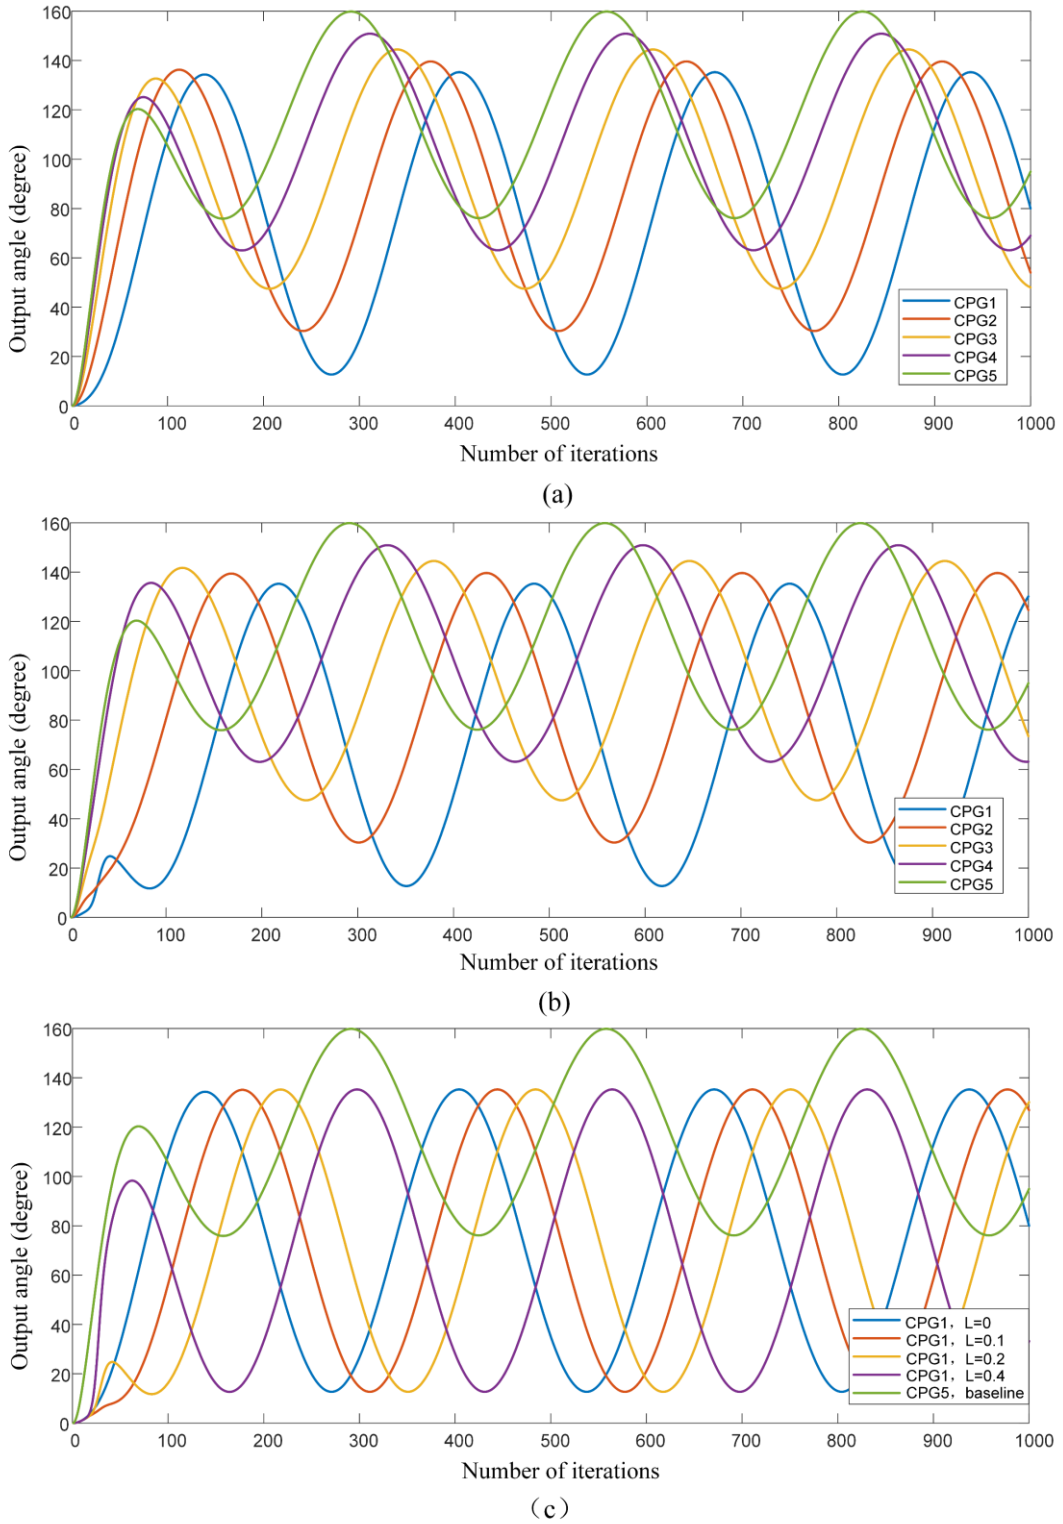 160
140
120
100
80
60
40
20
0
Output angle (degree)
CPG1
CPG2
CPG3
CPG4
CPG5
0 100 200 300 400 500 600 700 800 900 1000
Number of iterations
(a)
160
140
120
100
80
60
40
20
0
Output angle (degree)
CPG1
CPG2
CPG3
CPG4
CPG5
0 100 200 300 400 500 600 700 800 900 1000
Number of iterations
(b)
160
140
120
100
80
60
40
20
0
Output angle (degree)
CPG1, L=0
CPG1, L=0.1
CPG1, L=0.2
CPG1, L=0.4
CPG5, baseline
0 100 200 300 400 500 600 700 800 900 1000
Number of iterations
(c)